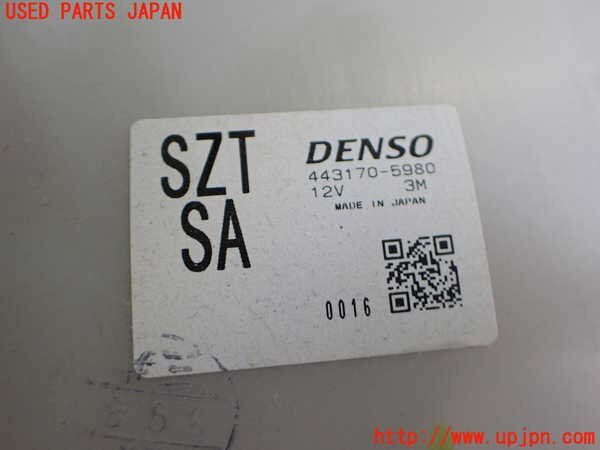 USED PARTS JAPAN
SZT
SA
DENSO
443170-5980
12V 3M
MADE IN JAPAN
0016
http://www.upjpn.com/